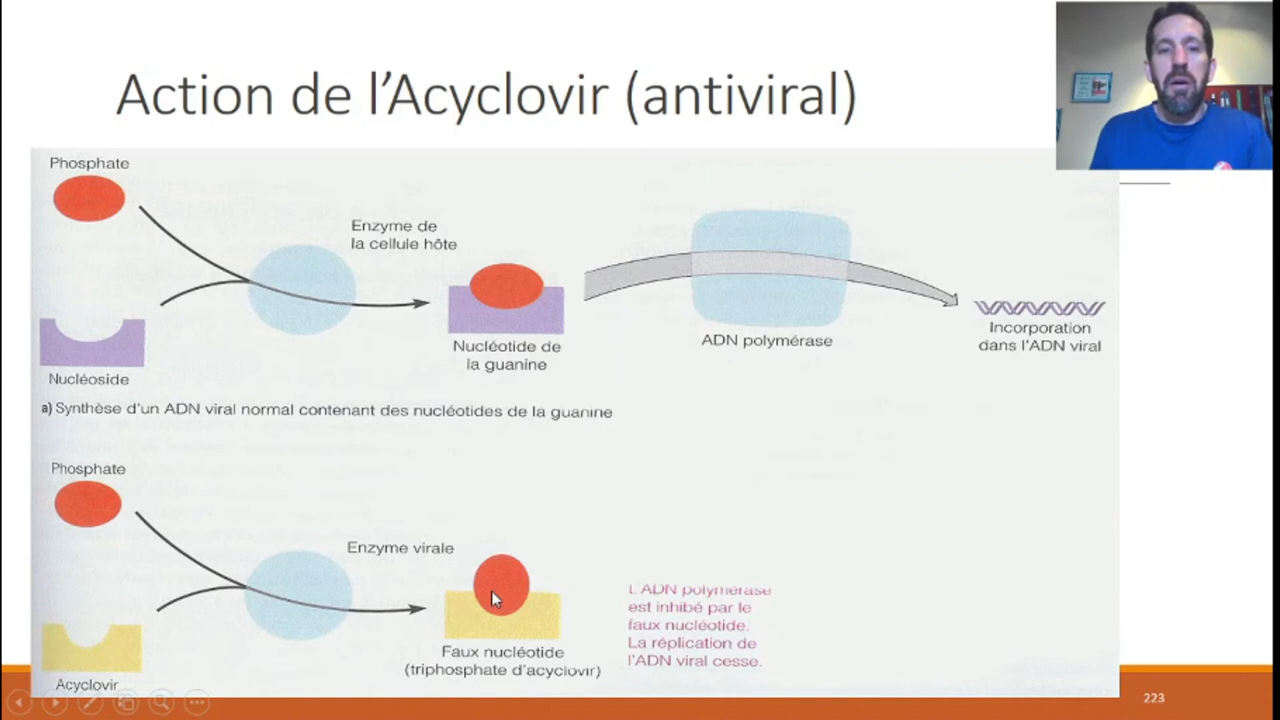 Action de l’Acyclovir (antiviral)
Phosphate
Enzyme de
la cellule hôte
Nucléoside
Nucléotide de
la guanine
ADN polymérase
Incorporation
dans l'ADN viral
a) Synthèse d'un ADN viral normal contenant des nucléotides de la guanine
Phosphate
Enzyme virale
Acyclovir
Faux nucléotide
(triphosphate d'acyclovir)
L'ADN polymérase
est inhibé par le
faux nucléotide.
La réplication de
l'ADN viral cesse.
223